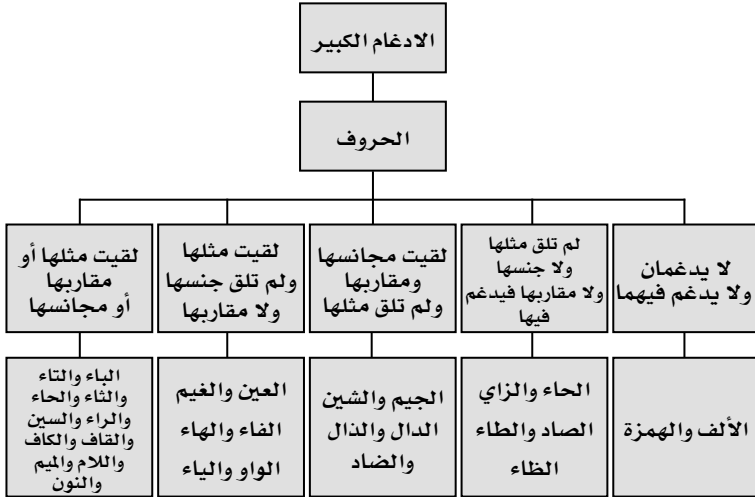 الادغام الكبير
الحروف
لا يدغمان
ولا يدغم فيهما
لم تلق مثلها
ولا جنسها
ولا مقاربها فيدغم
فيها
لقيت مجانسها
ومقاربها
ولم تلق مثلها
لقيت مثلها
ولم تلق جنسها
ولا مقاربها
لقيت مثلها أو
مقاربها
أو مجانسها
الألف والهمزة
الحاء والزاي
الصاد والطاء
الظاء
الجيم والشين
الدال والذال
والضاد
العين والغيم
الفاء والهاء
الواو والياء
الباء والتاء
والثاء والحاء
والراء والسين
والقاف والكاف
واللام والميم
والنون